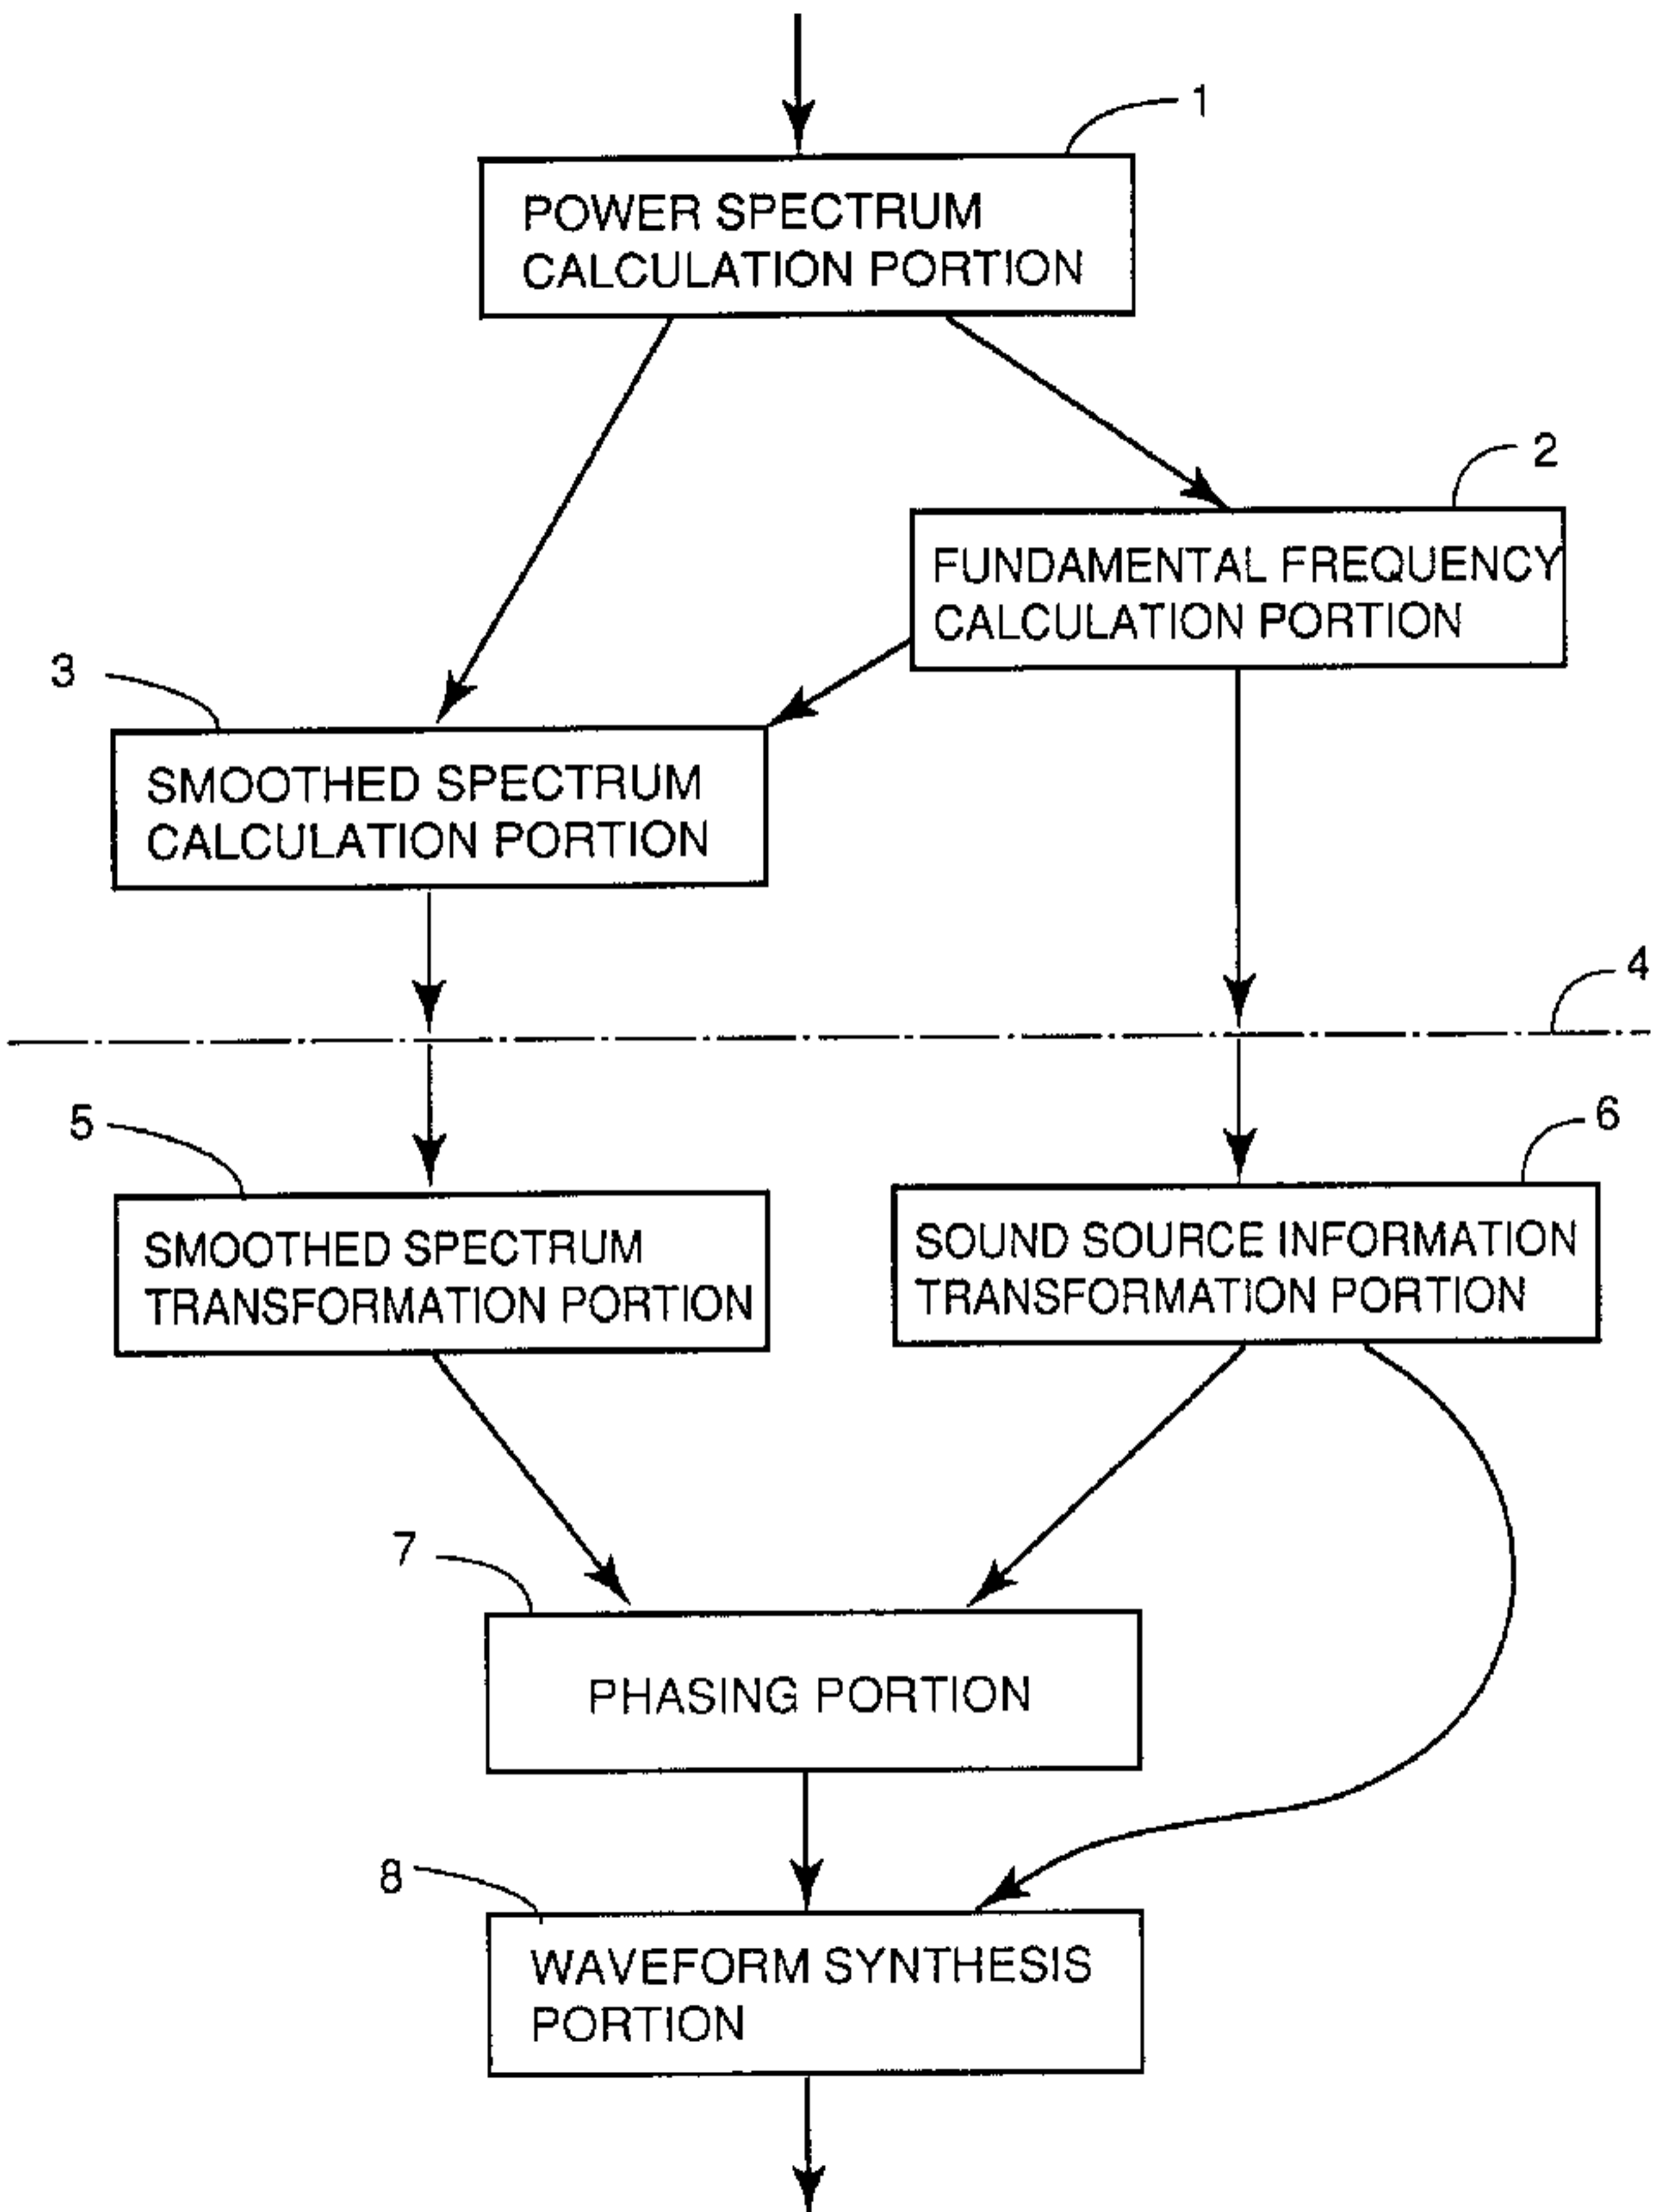 1
POWER SPECTRUM
CALCULATION PORTION
2
FUNDAMENTAL FREQUENCY
CALCULATION PORTION
3
SMOOTHED SPECTRUM
CALCULATION PORTION
4
5
SMOOTHED SPECTRUM
TRANSFORMATION PORTION
6
SOUND SOURCE INFORMATION
TRANSFORMATION PORTION
7
PHASING PORTION
8
WAVEFORM SYNTHESIS
PORTION